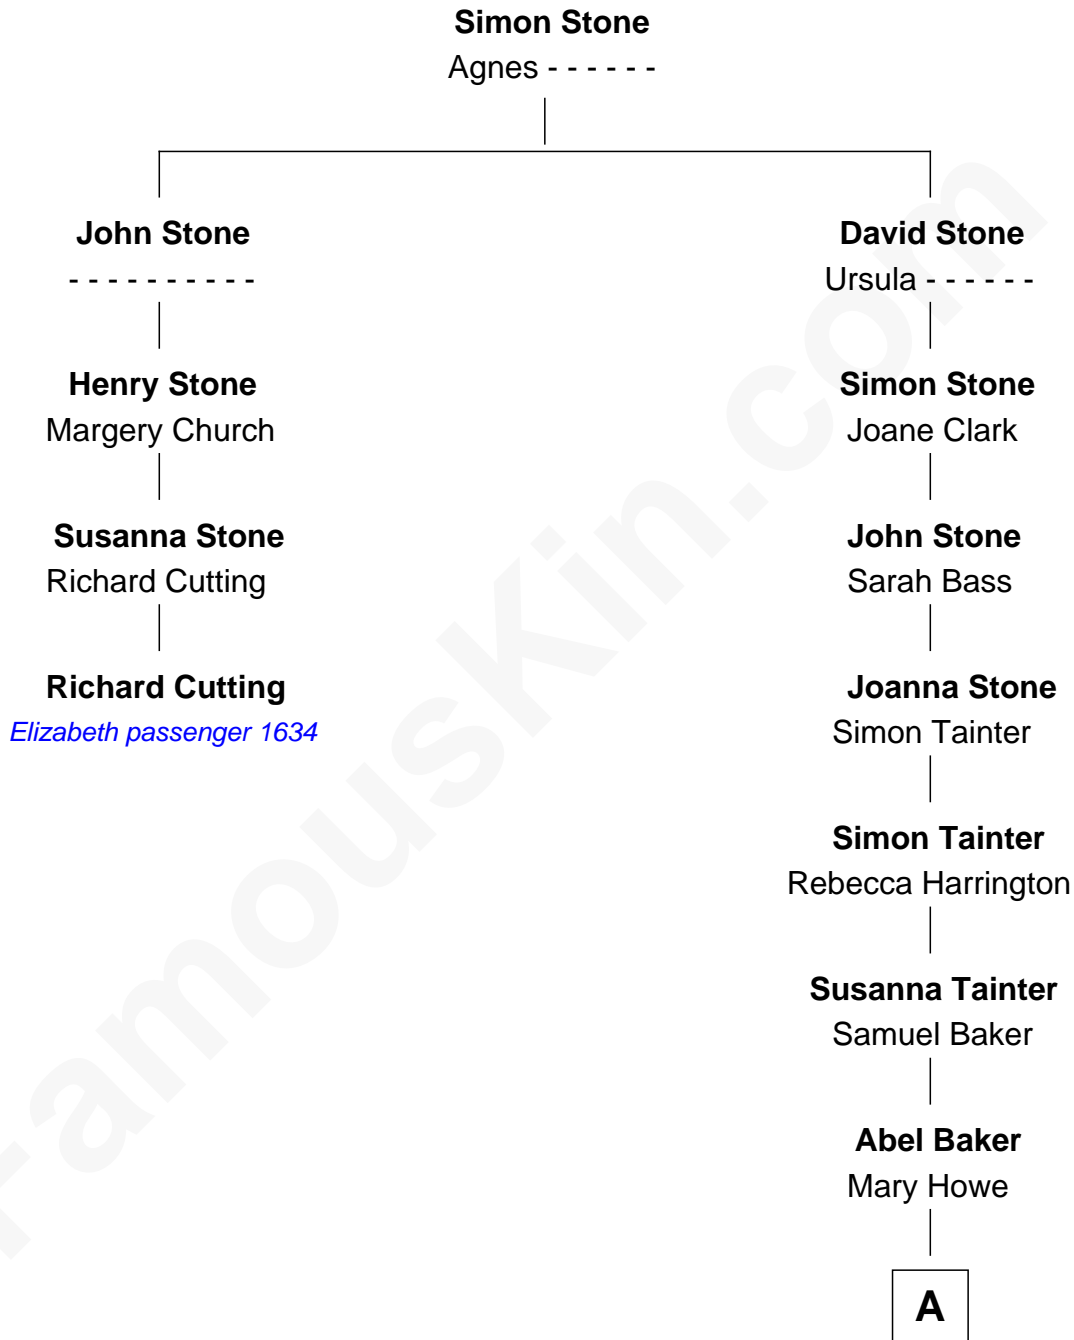 Simon Stone
Agnes - - - - - -
John Stone
- - - - - - - - - -
David Stone
Ursula - - - - - -
Henry Stone
Margery Church
Simon Stone
Joane Clark
Susanna Stone
Richard Cutting
John Stone
Sarah Bass
Richard Cutting
Elizabeth passenger 1634
Joanna Stone
Simon Tainter
Simon Tainter
Rebecca Harrington
Susanna Tainter
Samuel Baker
Abel Baker
Mary Howe
A
FamousKin.com